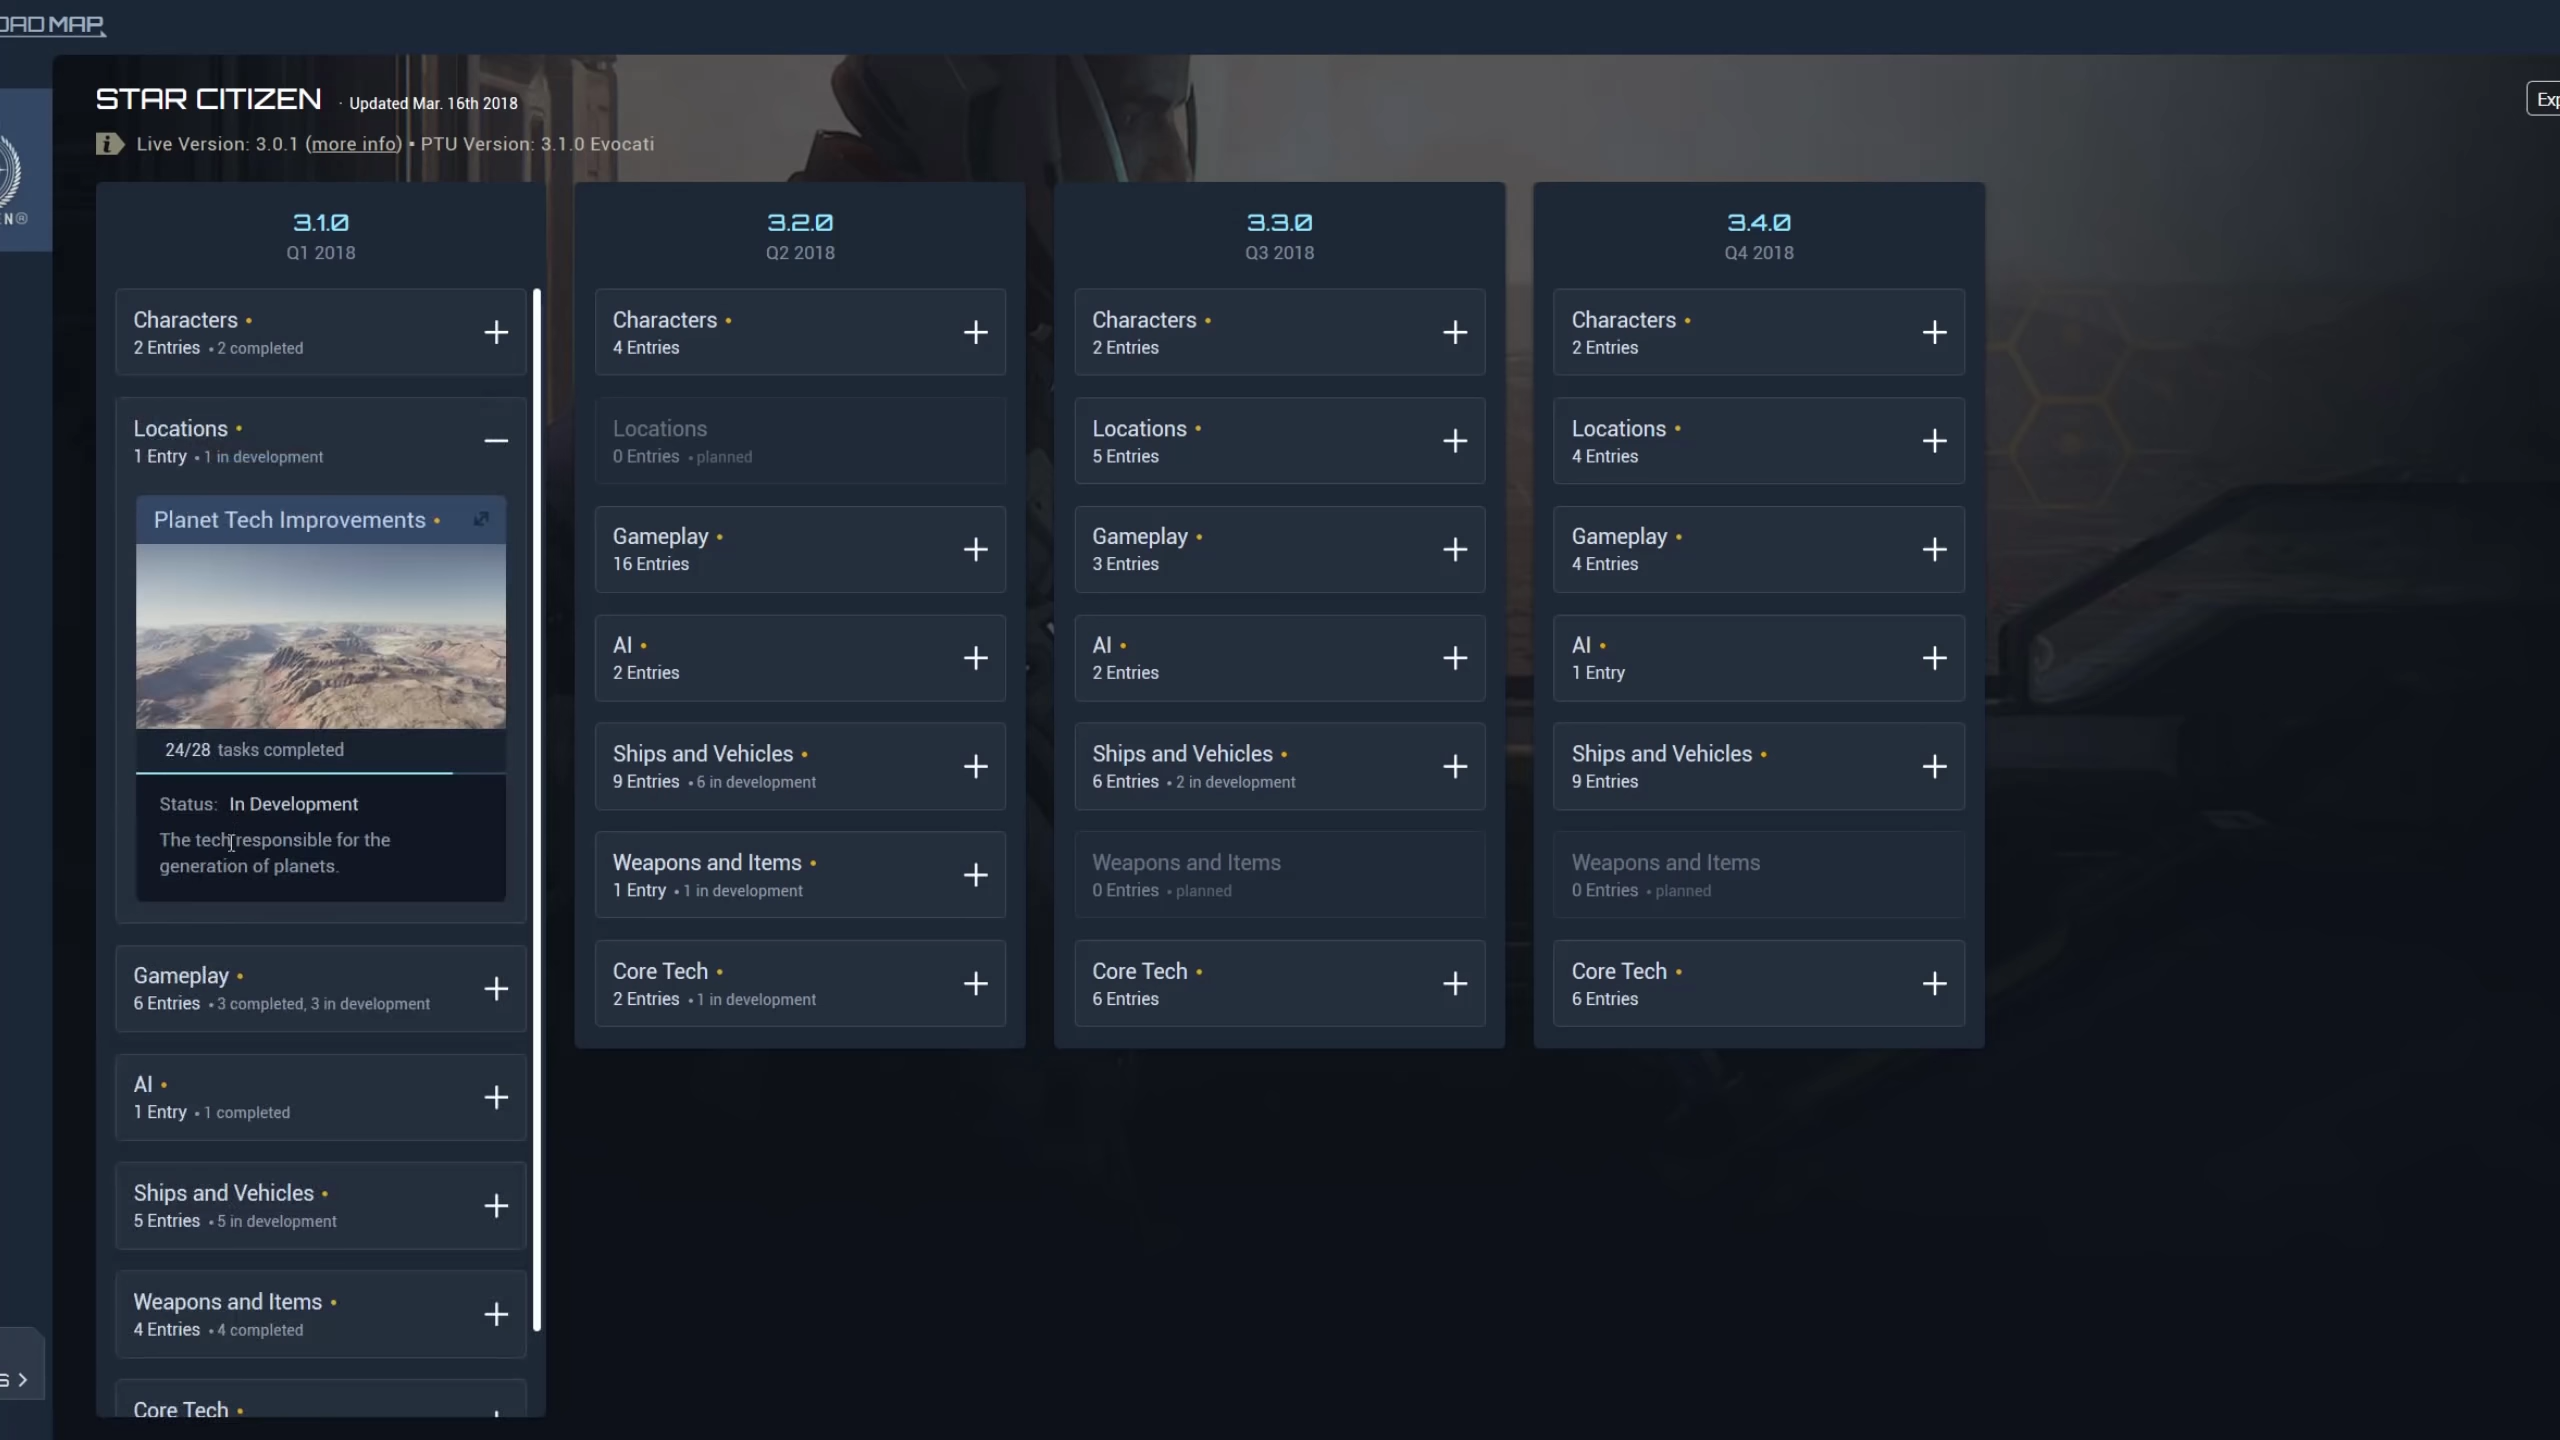 OAD MAP
STAR CITIZEN · Updated Mar. 16th 2018
Exp
Live Version: 3.0.1 (more info) • PTU Version: 3.1.0 Evocati
N®
3.1.0
Q1 2018
Characters •
2 Entries • 2 completed
Locations •
1 Entry • 1 in development
Planet Tech Improvements •
24/28 tasks completed
Status: In Development
The tech responsible for the
generation of planets.
Gameplay •
6 Entries • 3 completed, 3 in development
AI •
1 Entry • 1 completed
Ships and Vehicles •
5 Entries • 5 in development
Weapons and Items •
4 Entries • 4 completed
Core Tech •
3.2.0
Q2 2018
Characters •
4 Entries
Locations
0 Entries • planned
Gameplay •
16 Entries
AI •
2 Entries
Ships and Vehicles •
9 Entries • 6 in development
Weapons and Items •
1 Entry • 1 in development
Core Tech •
2 Entries • 1 in development
3.3.0
Q3 2018
Characters •
2 Entries
Locations •
5 Entries
Gameplay •
3 Entries
AI •
2 Entries
Ships and Vehicles •
6 Entries • 2 in development
Weapons and Items
0 Entries • planned
Core Tech •
6 Entries
3.4.0
Q4 2018
Characters •
2 Entries
Locations •
4 Entries
Gameplay •
4 Entries
AI •
1 Entry
Ships and Vehicles •
9 Entries
Weapons and Items
0 Entries • planned
Core Tech •
6 Entries
S >